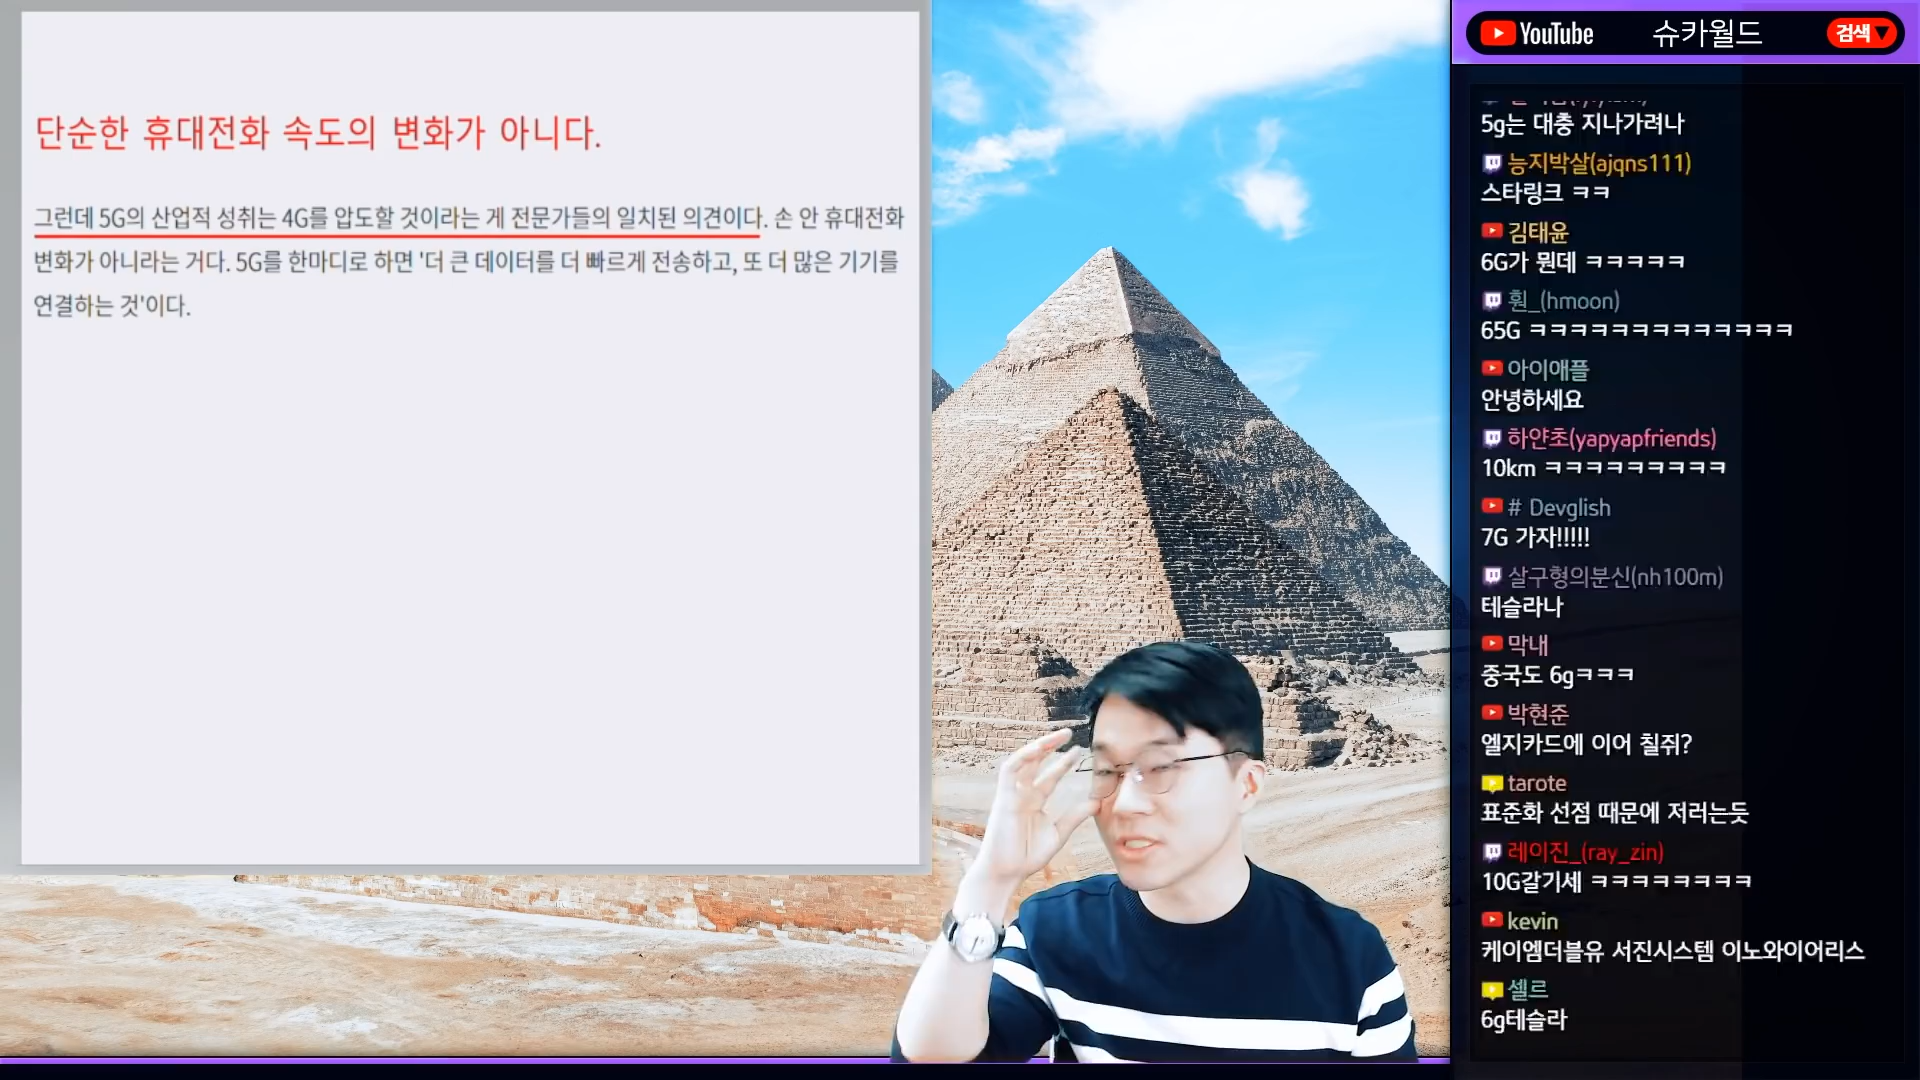 단순한 휴대전화 속도의 변화가 아니다.
그런데 5G의 산업적 성취는 4G를 압도할 것이라는 게 전문가들의 일치된 의견이다. 손 안 휴대전화
변화가 아니라는 거다. 5G를 한마디로 하면 '더 큰 데이터를 더 빠르게 전송하고, 또 더 많은 기기를
연결하는 것'이다.
YouTube 슈카월드 검색▼
5g는 대충 지나가려나
능지박살(ajqns111)
스타링크 ㅋㅋ
김태윤
6G가 뭔데 ㅋㅋㅋㅋㅋ
훤_(hmoon)
65G ㅋㅋㅋㅋㅋㅋㅋㅋㅋㅋㅋㅋㅋ
아이애플
안녕하세요
하얀초(yapyapfriends)
10km ㅋㅋㅋㅋㅋㅋㅋㅋㅋ
# Devglish
7G 가자!!!!!
살구형의분신(nh100m)
테슬라나
막내
중국도 6gㅋㅋㅋ
박현준
엘지카드에 이어 칠쥐?
tarote
표준화 선점 때문에 저러는듯
레이진_(ray_zin)
10G갈기세 ㅋㅋㅋㅋㅋㅋㅋㅋ
kevin
케이엠더블유 서진시스템 이노와이어리스
셀르
6g테슬라